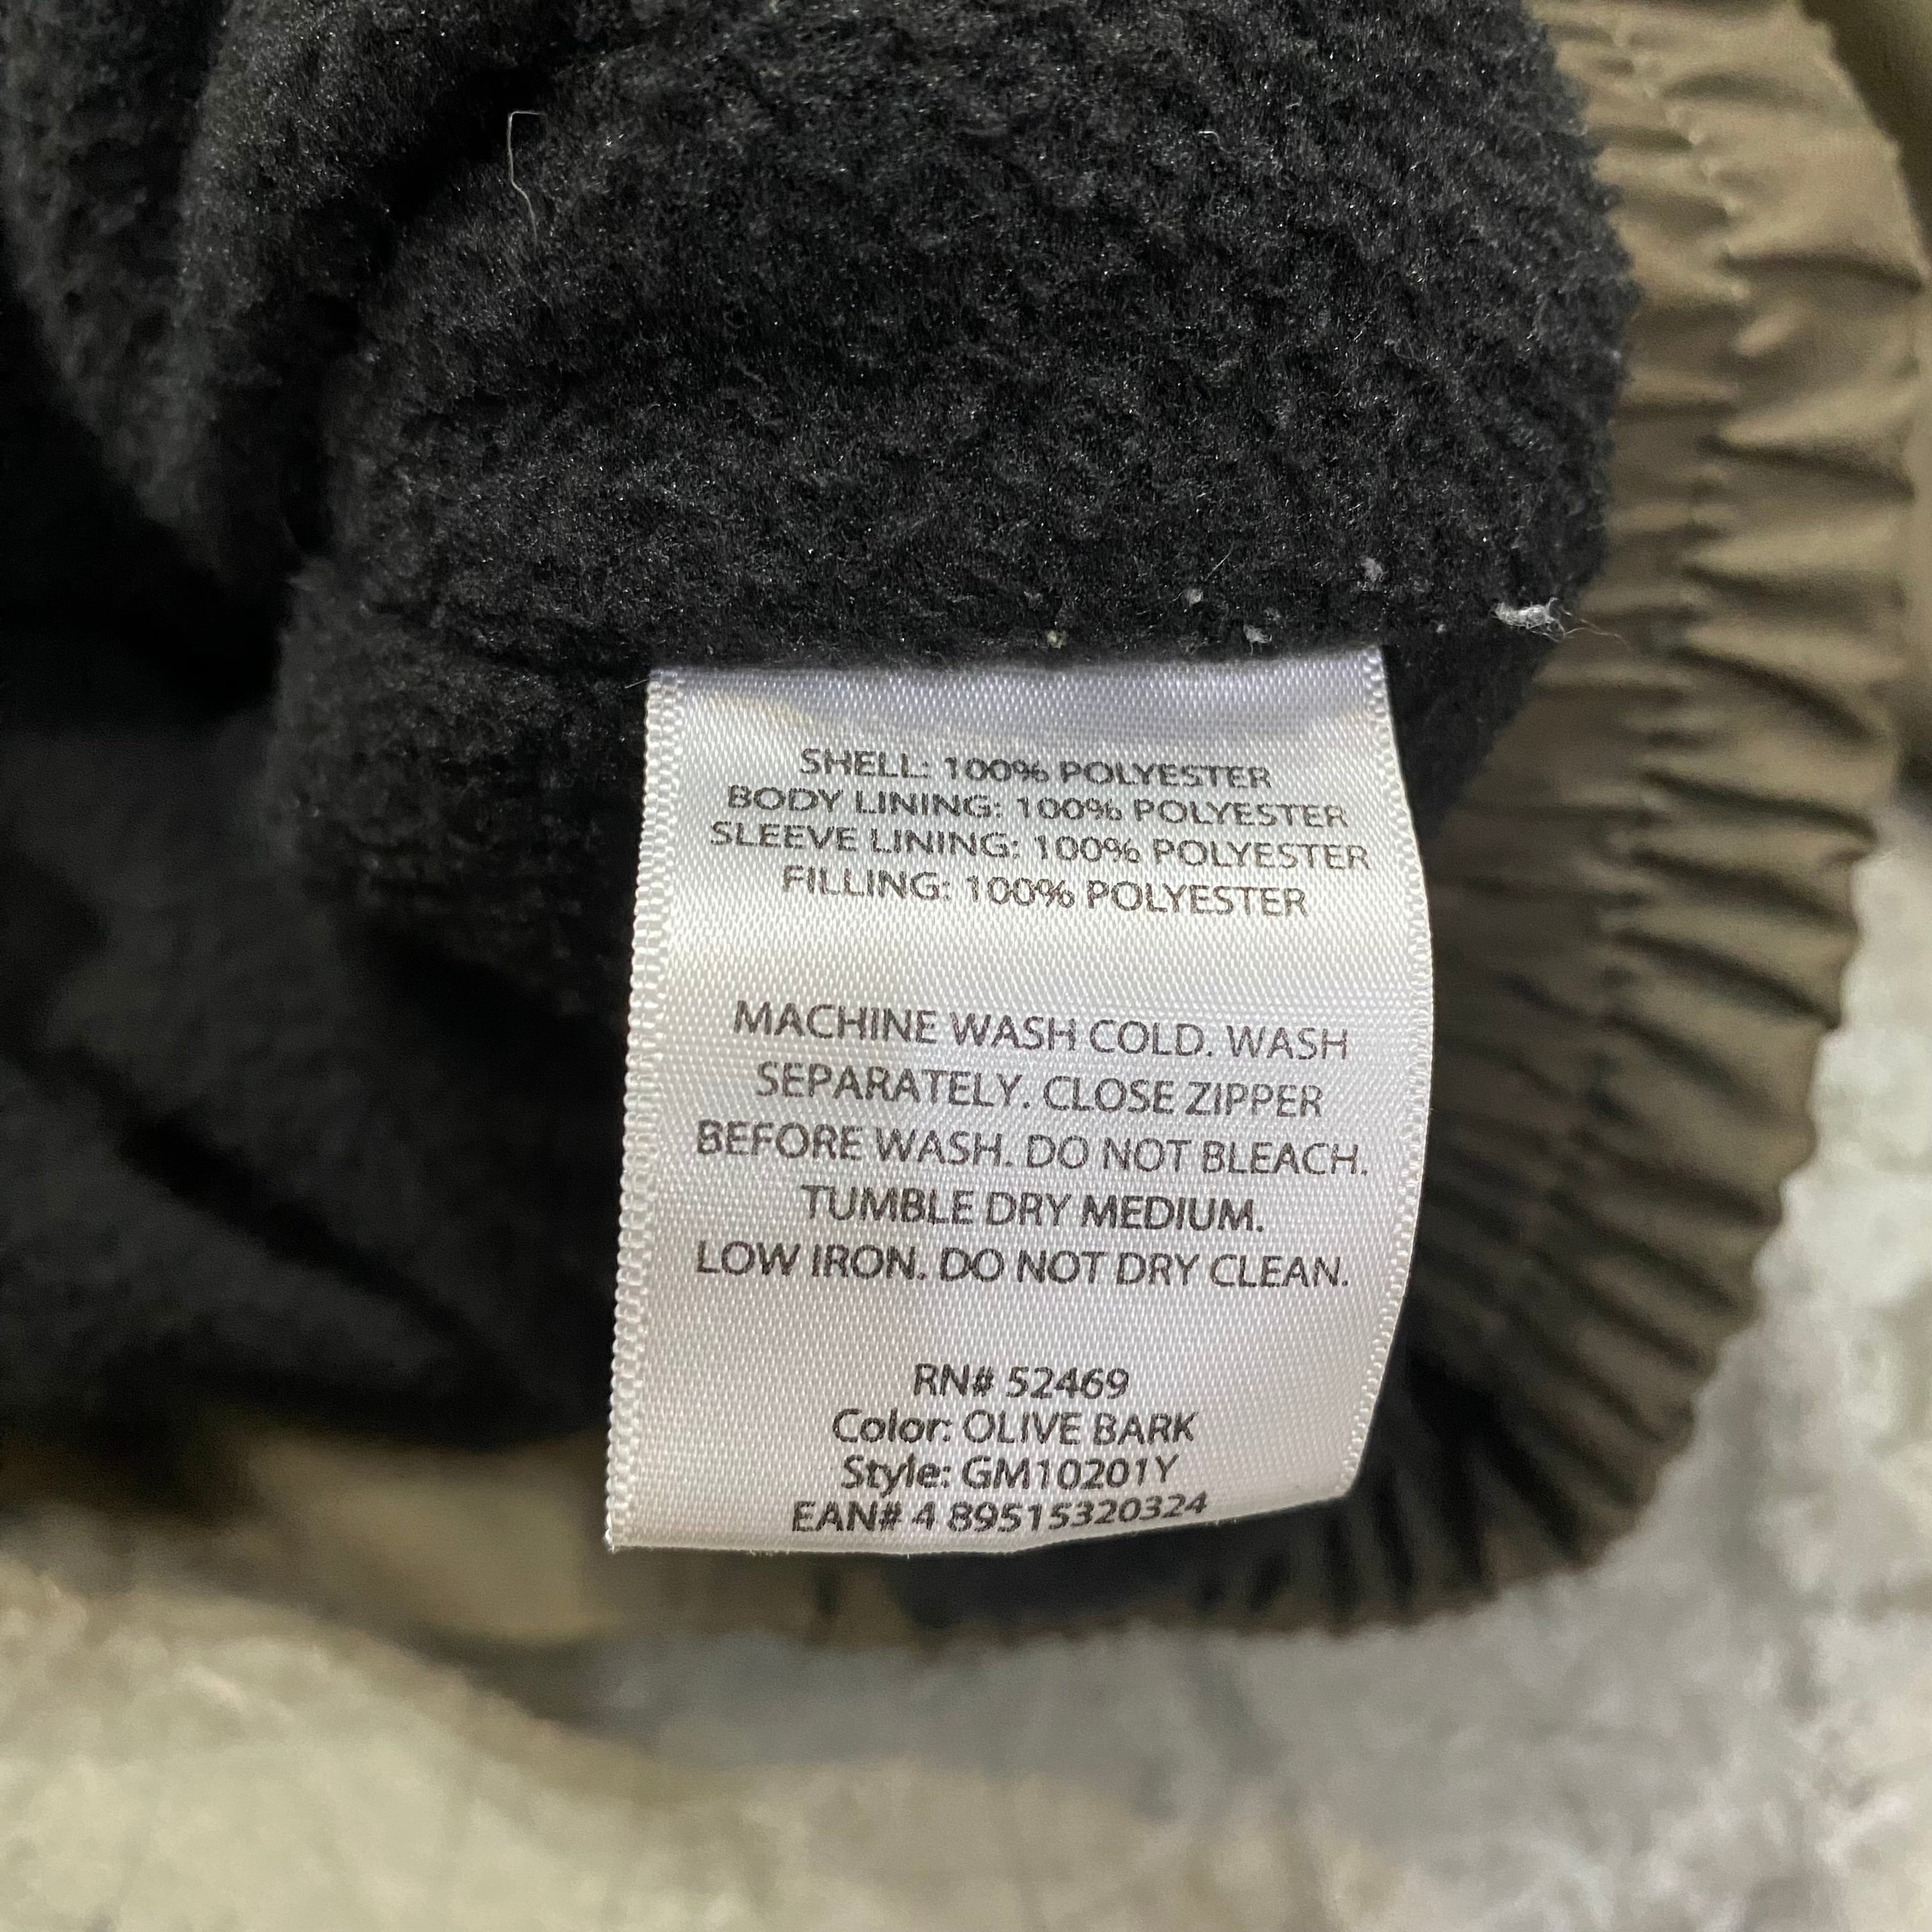 SHELL: 100% POLYESTER
BODY LINING: 100% POLYESTER
SLEEVE LINING: 100% POLYESTER
FILLING: 100% POLYESTER
MACHINE WASH COLD. WASH
SEPARATELY. CLOSE ZIPPER
BEFORE WASH. DO NOT BLEACH.
TUMBLE DRY MEDIUM.
LOW IRON. DO NOT DRY CLEAN.
RN# 52469
Color: OLIVE BARK
Style: GM10201Y
EAN# 4 89515320324